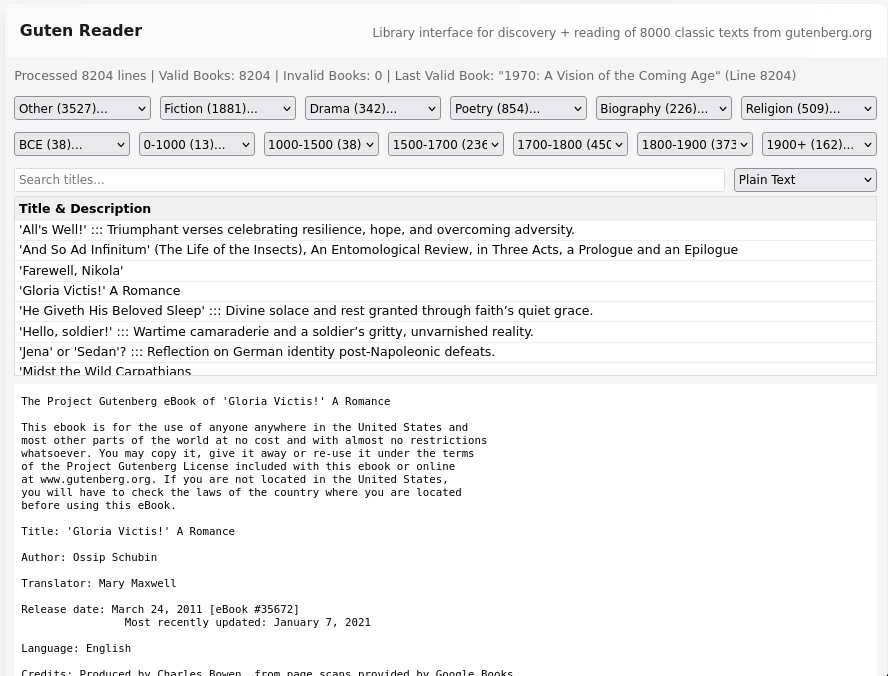 Guten Reader
Library interface for discovery + reading of 8000 classic texts from gutenberg.org
Processed 8204 lines | Valid Books: 8204 | Invalid Books: 0 | Last Valid Book: "1970: A Vision of the Coming Age" (Line 8204)
Other (3527)... Fiction (1881)... Drama (342)... Poetry (854)... Biography (226)... Religion (509)...
BCE (38)... 0-1000 (13)... 1000-1500 (38) 1500-1700 (236 1700-1800 (450 1800-1900 (373 1900+ (162)...
Search titles... Plain Text
Title & Description
'All's Well!' ::: Triumphant verses celebrating resilience, hope, and overcoming adversity.
'And So Ad Infinitum' (The Life of the Insects), An Entomological Review, in Three Acts, a Prologue and an Epilogue
'Farewell, Nikola'
'Gloria Victis!' A Romance
'He Giveth His Beloved Sleep' ::: Divine solace and rest granted through faith’s quiet grace.
'Hello, soldier!' ::: Wartime camaraderie and a soldier’s gritty, unvarnished reality.
'Jena' or 'Sedan'? ::: Reflection on German identity post-Napoleonic defeats.
'Midst the Wild Carpathians
The Project Gutenberg eBook of 'Gloria Victis!' A Romance
This ebook is for the use of anyone anywhere in the United States and
most other parts of the world at no cost and with almost no restrictions
whatsoever. You may copy it, give it away or re-use it under the terms
of the Project Gutenberg License included with this ebook or online
at www.gutenberg.org. If you are not located in the United States,
you will have to check the laws of the country where you are located
before using this eBook.
Title: 'Gloria Victis!' A Romance
Author: Ossip Schubin
Translator: Mary Maxwell
Release date: March 24, 2011 [eBook #35672]
Most recently updated: January 7, 2021
Language: English
Credits: Produced by Charles Bowen, from page scans provided by Google Books